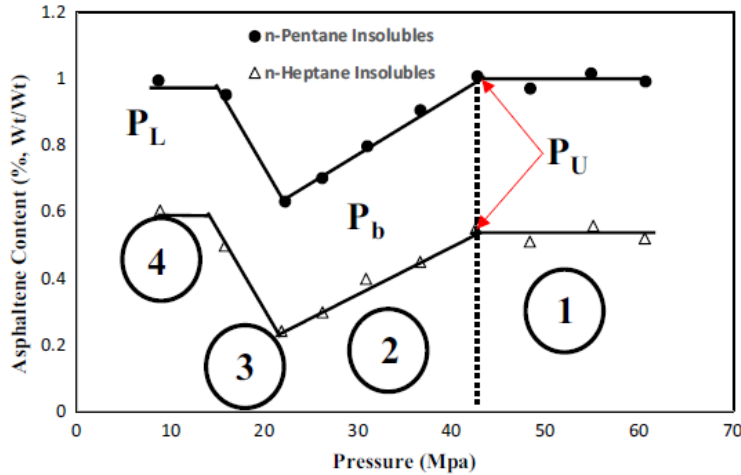 1.2
n-Pentane Insolubles
n-Heptane Insolubles
1
P_L
0.8
P_U
0.6
P_b
4
0.4
1
2
3
0.2
0
0 10 20 30 40 50 60 70
Asphaltene Content (%, Wt/Wt)
Pressure (Mpa)